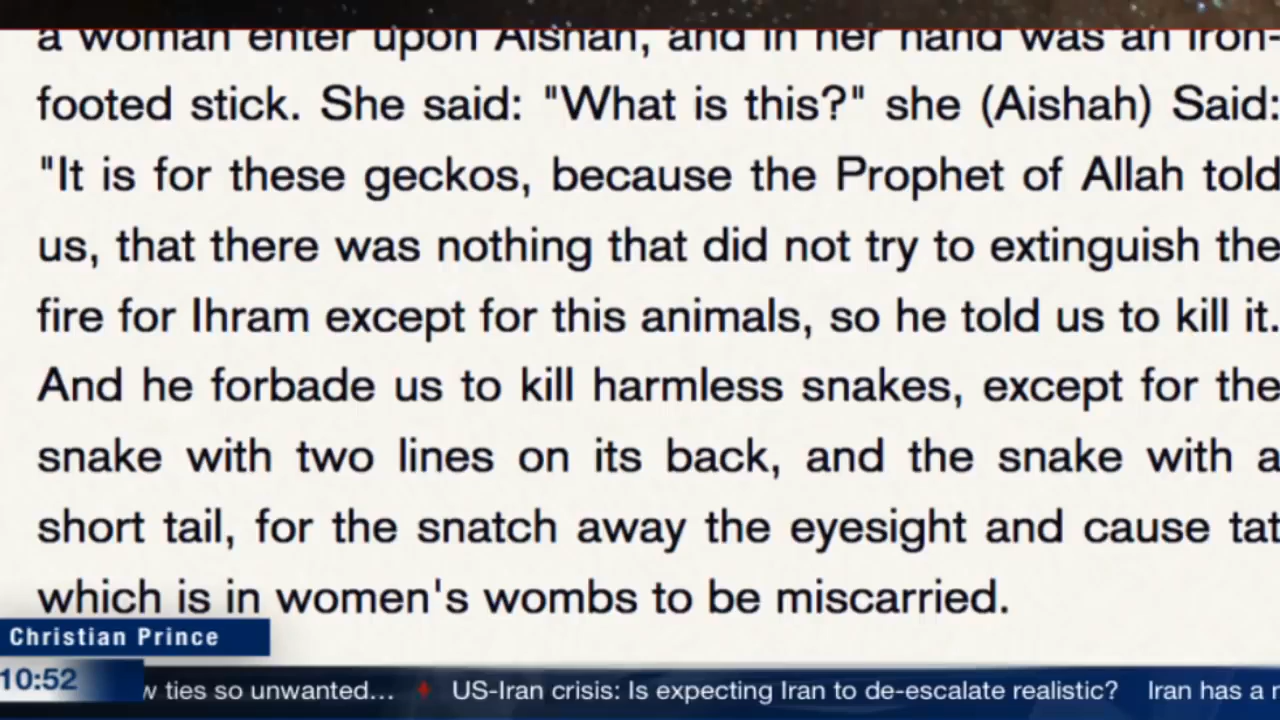 a woman enter upon Aishah, and in her hand was an iron-
footed stick. She said: "What is this?" she (Aishah) Said:
"It is for these geckos, because the Prophet of Allah told
us, that there was nothing that did not try to extinguish the
fire for Ihram except for this animals, so he told us to kill it.
And he forbade us to kill harmless snakes, except for the
snake with two lines on its back, and the snake with a
short tail, for the snatch away the eyesight and cause tat
which is in women's wombs to be miscarried.
Christian Prince
10:52
w ties so unwanted... ♦ US-Iran crisis: Is expecting Iran to de-escalate realistic? Iran has a